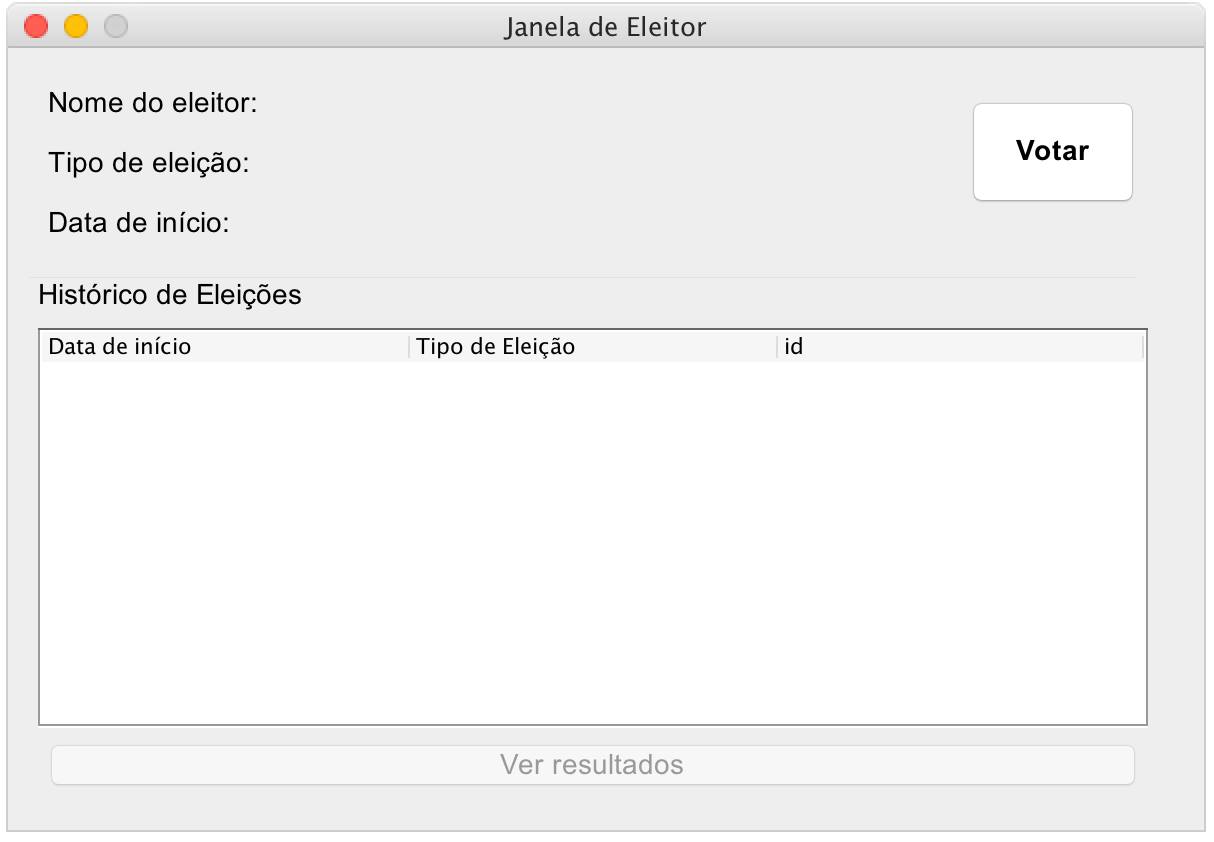 Janela de Eleitor
Nome do eleitor:
Votar
Tipo de eleição:
Data de início:
Histórico de Eleições
Data de início Tipo de Eleição id
Ver resultados